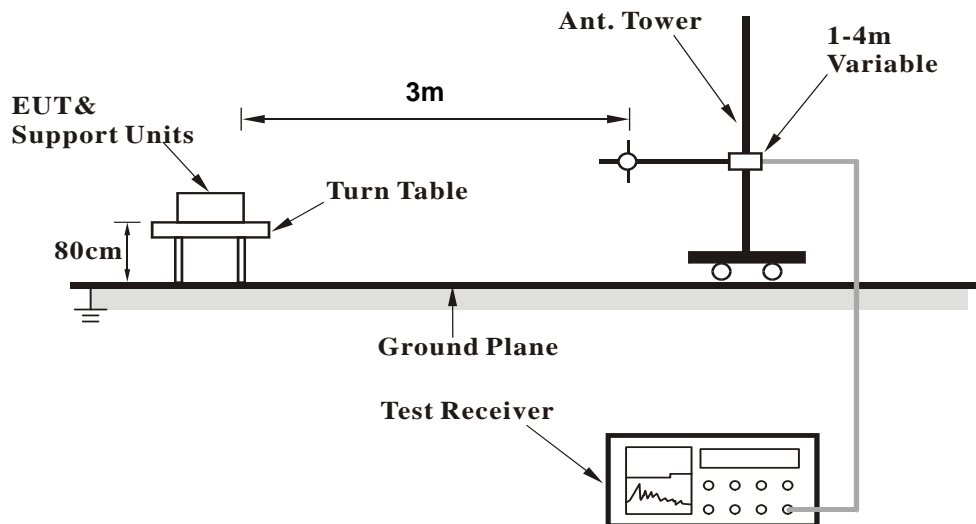 Ant. Tower
1-4m
Variable
3m
EUT&
Support Units
Turn Table
80cm
Ground Plane
Test Receiver